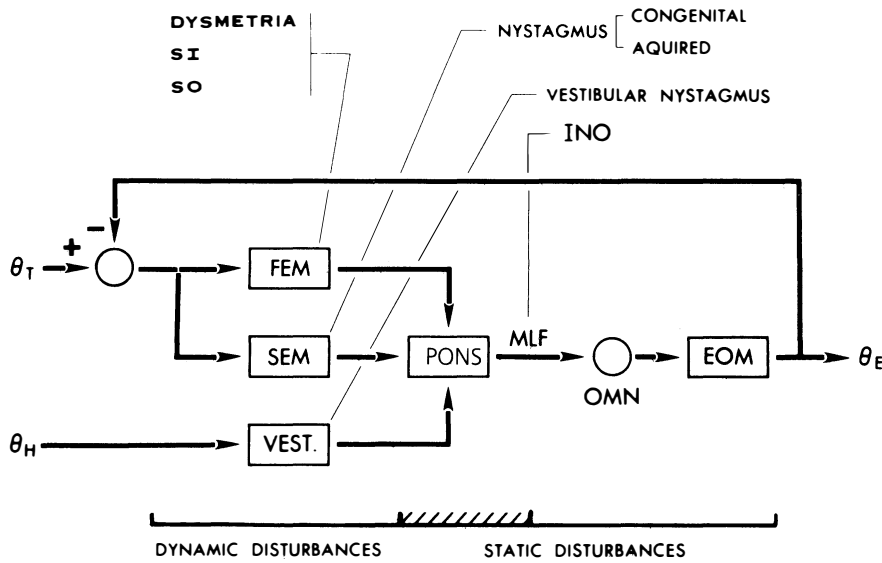 DYSMETRIA
SI
SO
NYSTAGMUS
CONGENITAL
AQUIRED
VESTIBULAR NYSTAGMUS
INO
+
-
θT
FEM
SEM
PONS
MLF
OMN
EOM
θE
θH
VEST.
DYNAMIC DISTURBANCES
STATIC DISTURBANCES